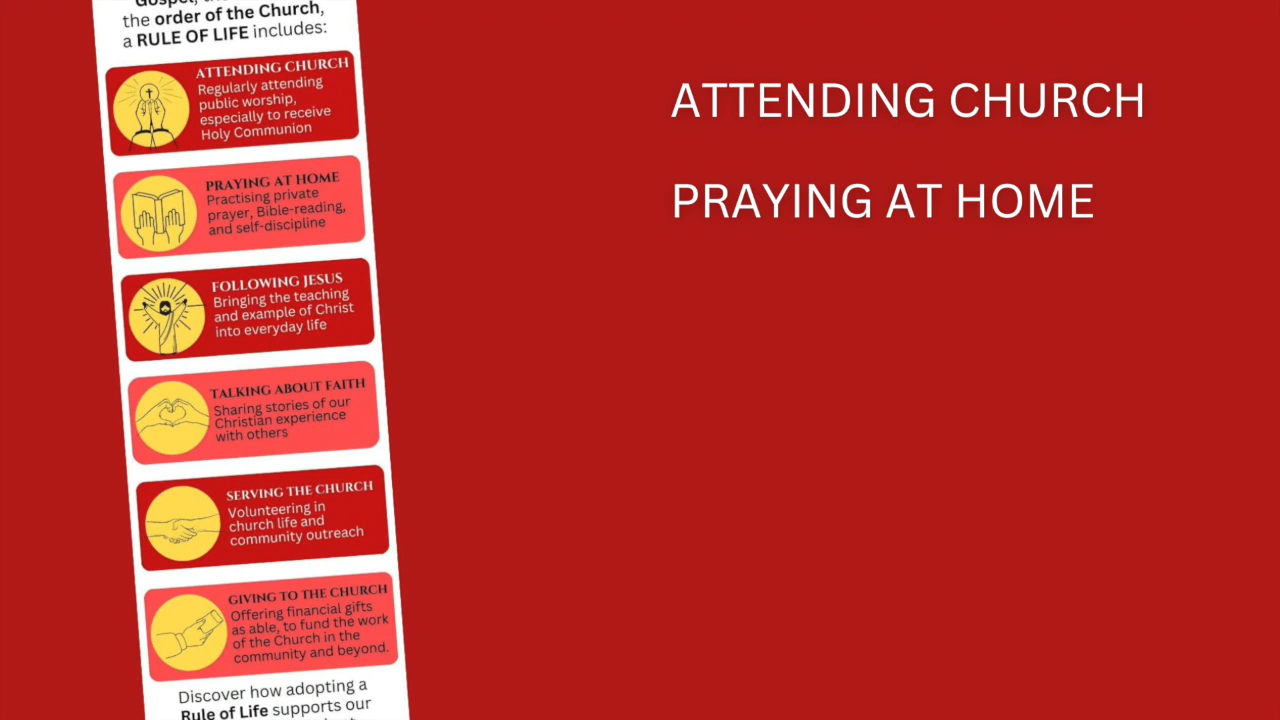 Gospel,
the order of the Church,
a RULE OF LIFE includes:
ATTENDING CHURCH
Regularly attending
public worship,
especially to receive
Holy Communion
PRAYING AT HOME
Practising private
prayer, Bible-reading,
and self-discipline
FOLLOWING JESUS
Bringing the teaching
and example of Christ
into everyday life
TALKING ABOUT FAITH
Sharing stories of our
Christian experience
with others
SERVING THE CHURCH
Volunteering in
church life and
community outreach
GIVING TO THE CHURCH
Offering financial gifts
as able, to fund the work
of the Church in the
community and beyond.
Discover how adopting a
Rule of Life supports our
ATTENDING CHURCH
PRAYING AT HOME